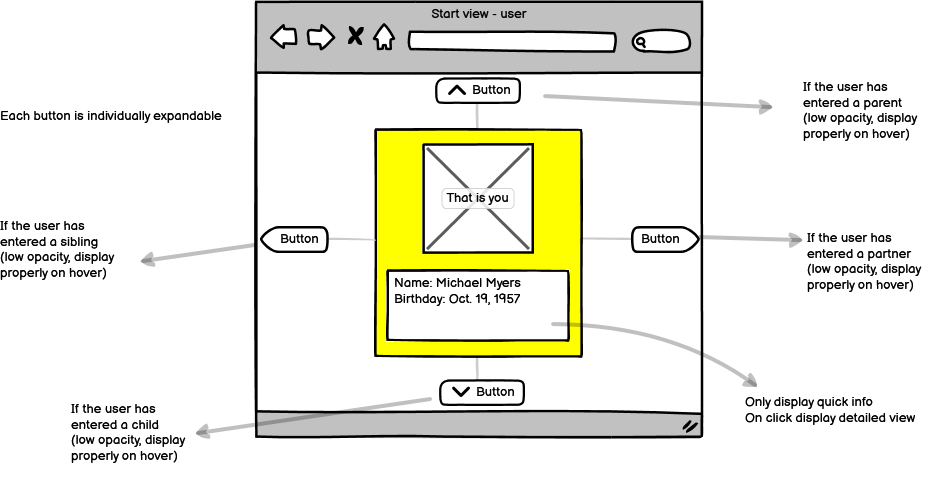 Start view - user
Button
If the user has
entered a parent
(low opacity, display
properly on hover)
Each button is individually expandable
That is you
If the user has
entered a sibling
(low opacity, display
properly on hover)
Button
Button
If the user has
entered a partner
(low opacity, display
properly on hover)
Name: Michael Myers
Birthday: Oct. 19, 1957
Button
Only display quick info
On click display detailed view
If the user has
entered a child
(low opacity, display
properly on hover)